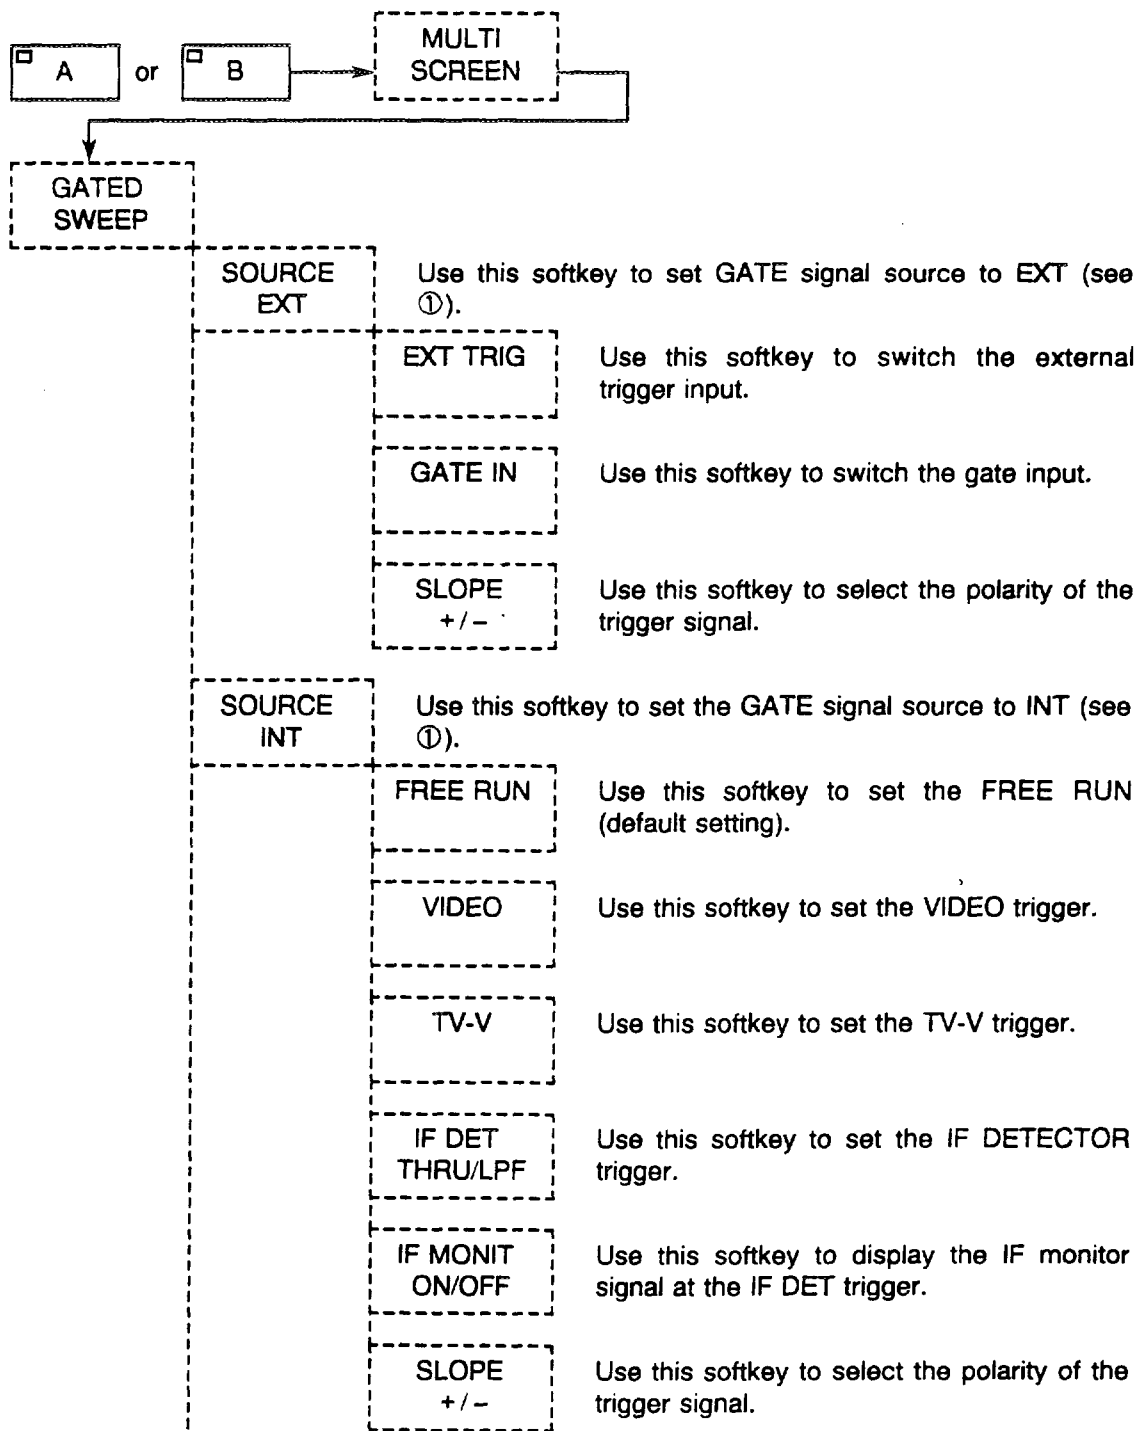 A or B MULTI
SCREEN
GATED
SWEEP
SOURCE
EXT
Use this softkey to set GATE signal source to EXT (see
①).
EXT TRIG
Use this softkey to switch the external
trigger input.
GATE IN
Use this softkey to switch the gate input.
SLOPE
+/−
Use this softkey to select the polarity of the
trigger signal.
SOURCE
INT
Use this softkey to set the GATE signal source to INT (see
①).
FREE RUN
Use this softkey to set the FREE RUN
(default setting).
VIDEO
Use this softkey to set the VIDEO trigger.
TV-V
Use this softkey to set the TV-V trigger.
IF DET
THRU/LPF
Use this softkey to set the IF DETECTOR
trigger.
IF MONIT
ON/OFF
Use this softkey to display the IF monitor
signal at the IF DET trigger.
SLOPE
+/−
Use this softkey to select the polarity of the
trigger signal.